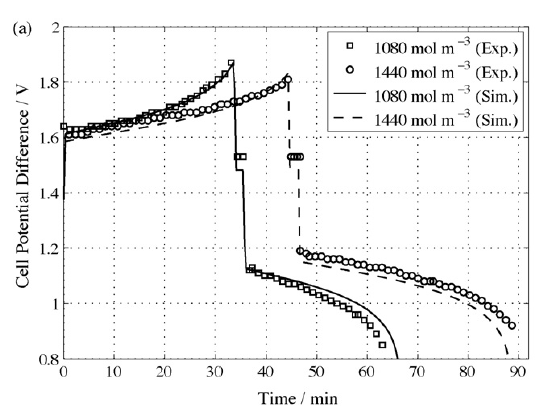 (a)
2
1.8
1.6
1.4
1.2
1
0.8
Cell Potential Difference / V
1080 mol m⁻³ (Exp.)
1440 mol m⁻³ (Exp.)
1080 mol m⁻³ (Sim.)
1440 mol m⁻³ (Sim.)
0 10 20 30 40 50 60 70 80 90
Time / min